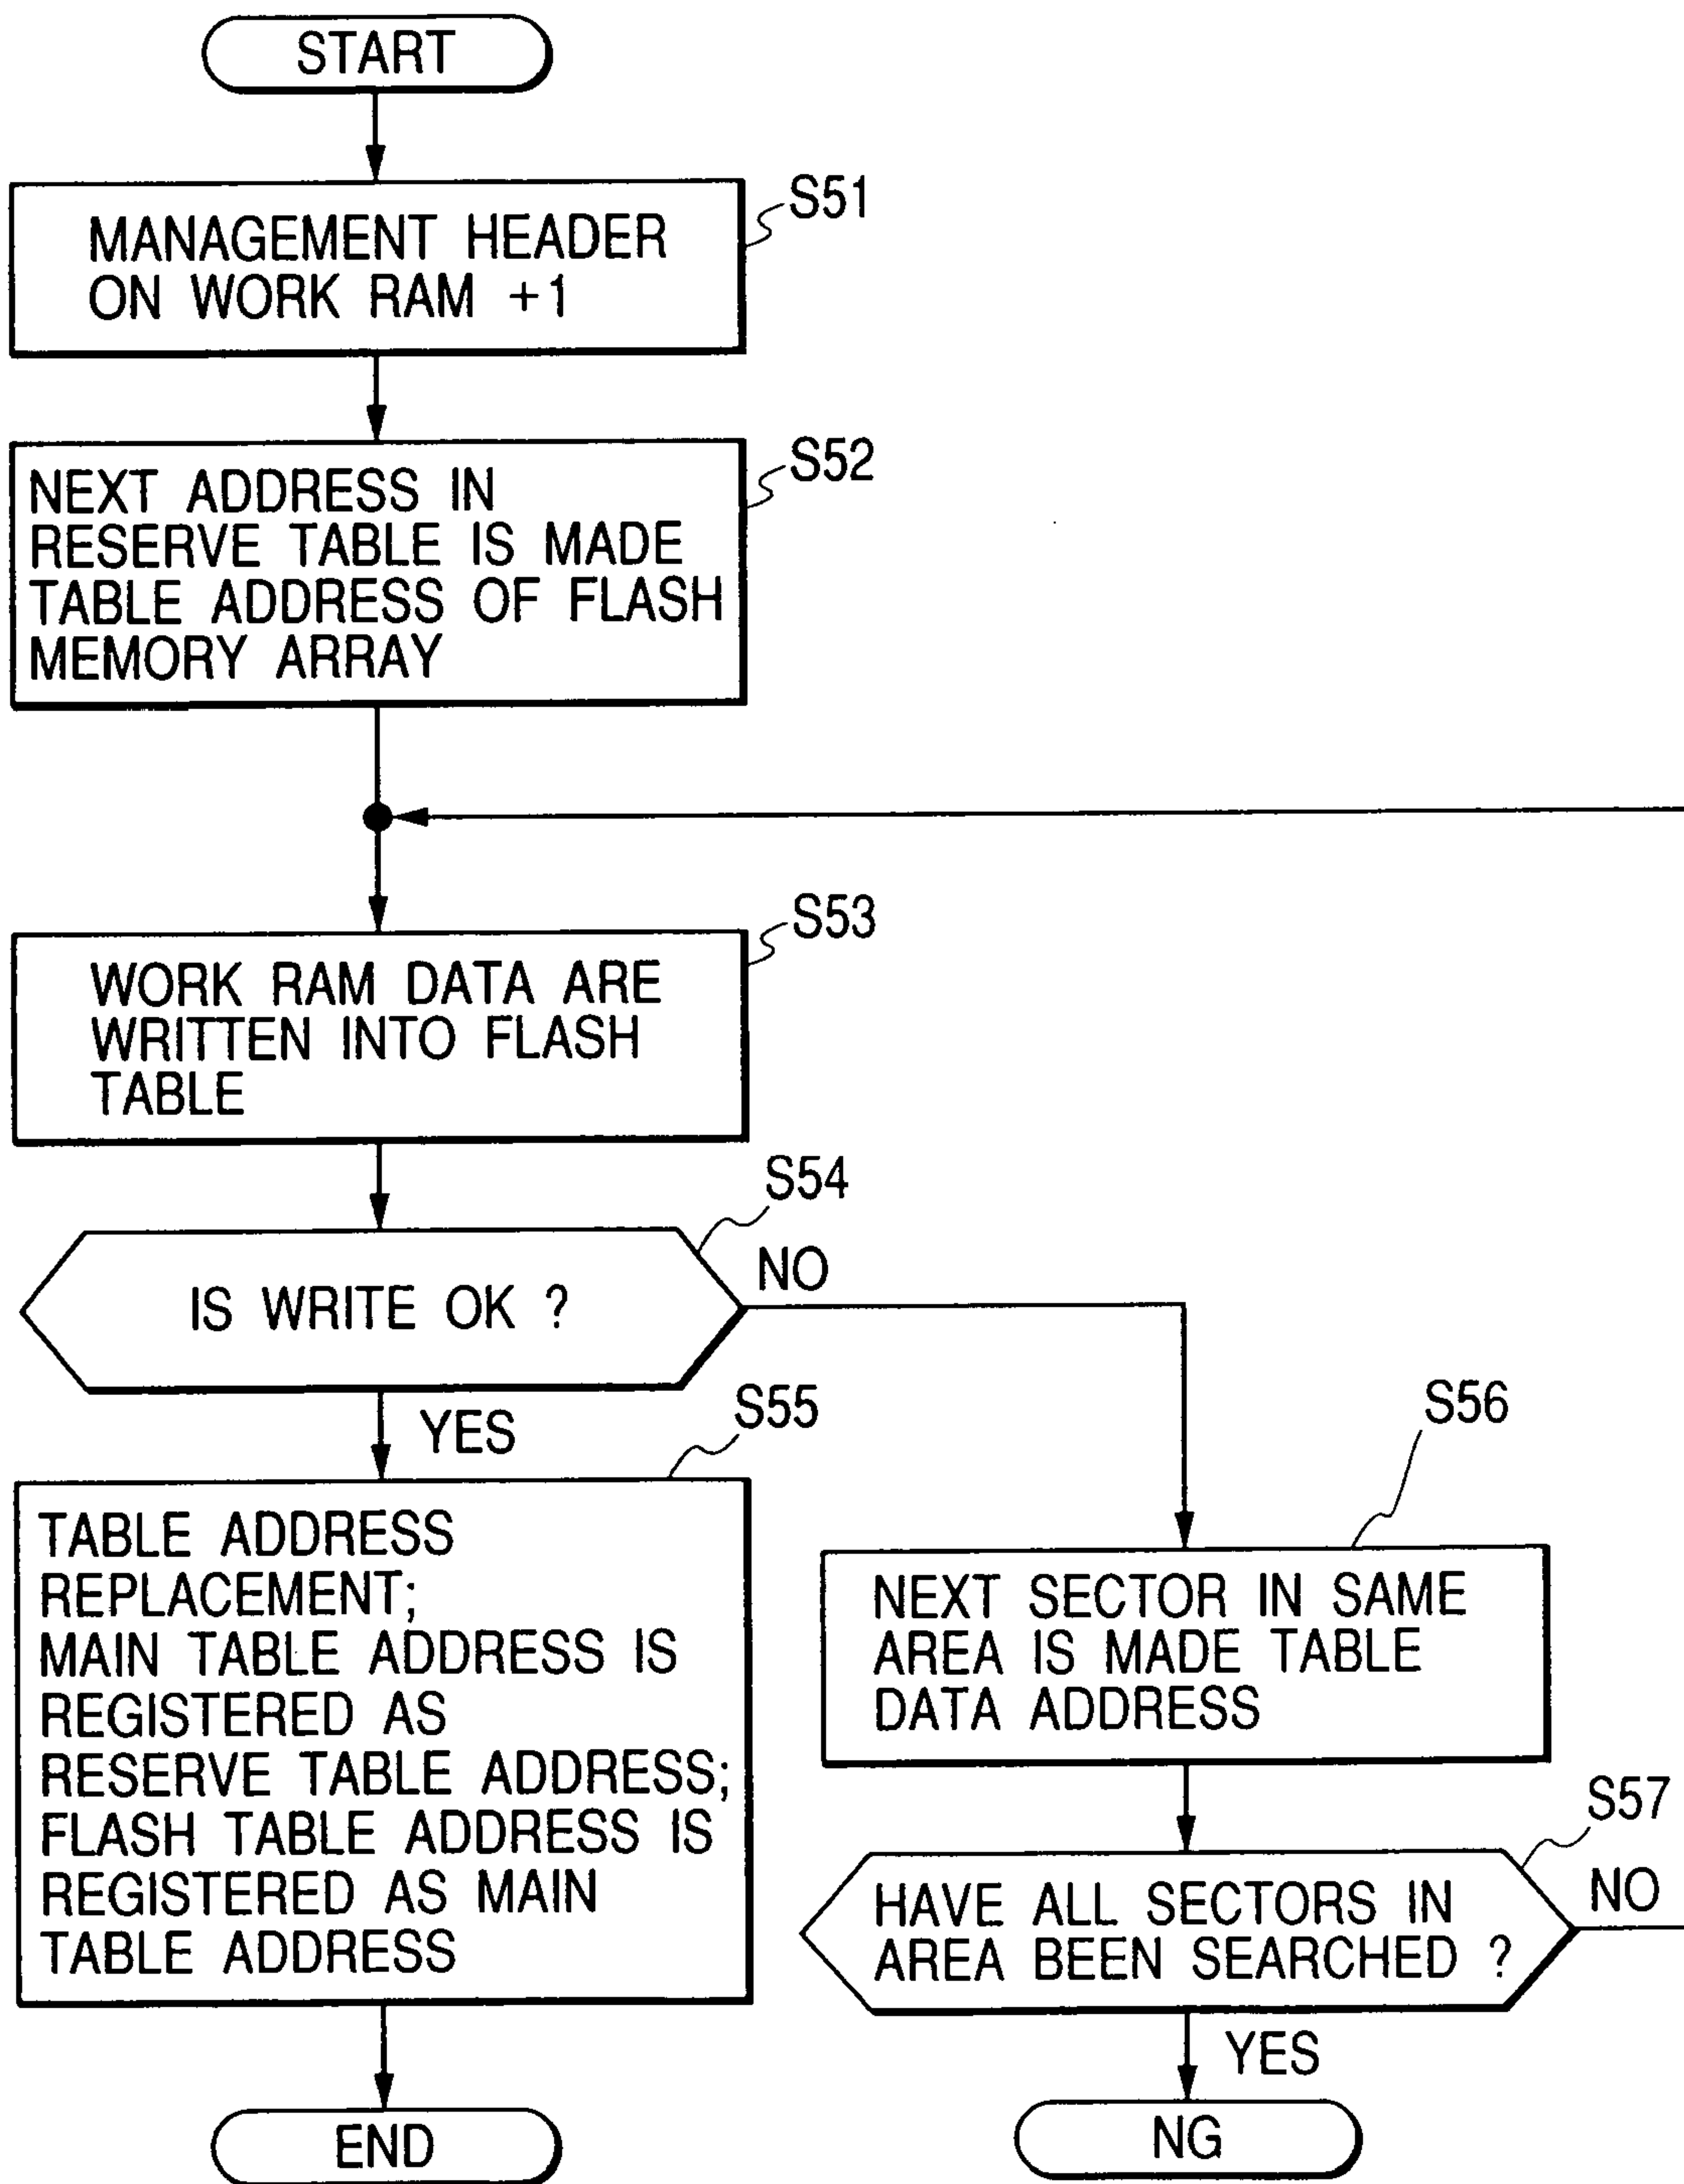 START
S51
MANAGEMENT HEADER
ON WORK RAM +1
S52
NEXT ADDRESS IN
RESERVE TABLE IS MADE
TABLE ADDRESS OF FLASH
MEMORY ARRAY
S53
WORK RAM DATA ARE
WRITTEN INTO FLASH
TABLE
S54
IS WRITE OK ?
NO
YES
S55
TABLE ADDRESS
REPLACEMENT;
MAIN TABLE ADDRESS IS
REGISTERED AS
RESERVE TABLE ADDRESS;
FLASH TABLE ADDRESS IS
REGISTERED AS MAIN
TABLE ADDRESS
END
S56
NEXT SECTOR IN SAME
AREA IS MADE TABLE
DATA ADDRESS
S57
HAVE ALL SECTORS IN
AREA BEEN SEARCHED ?
NO
YES
NG